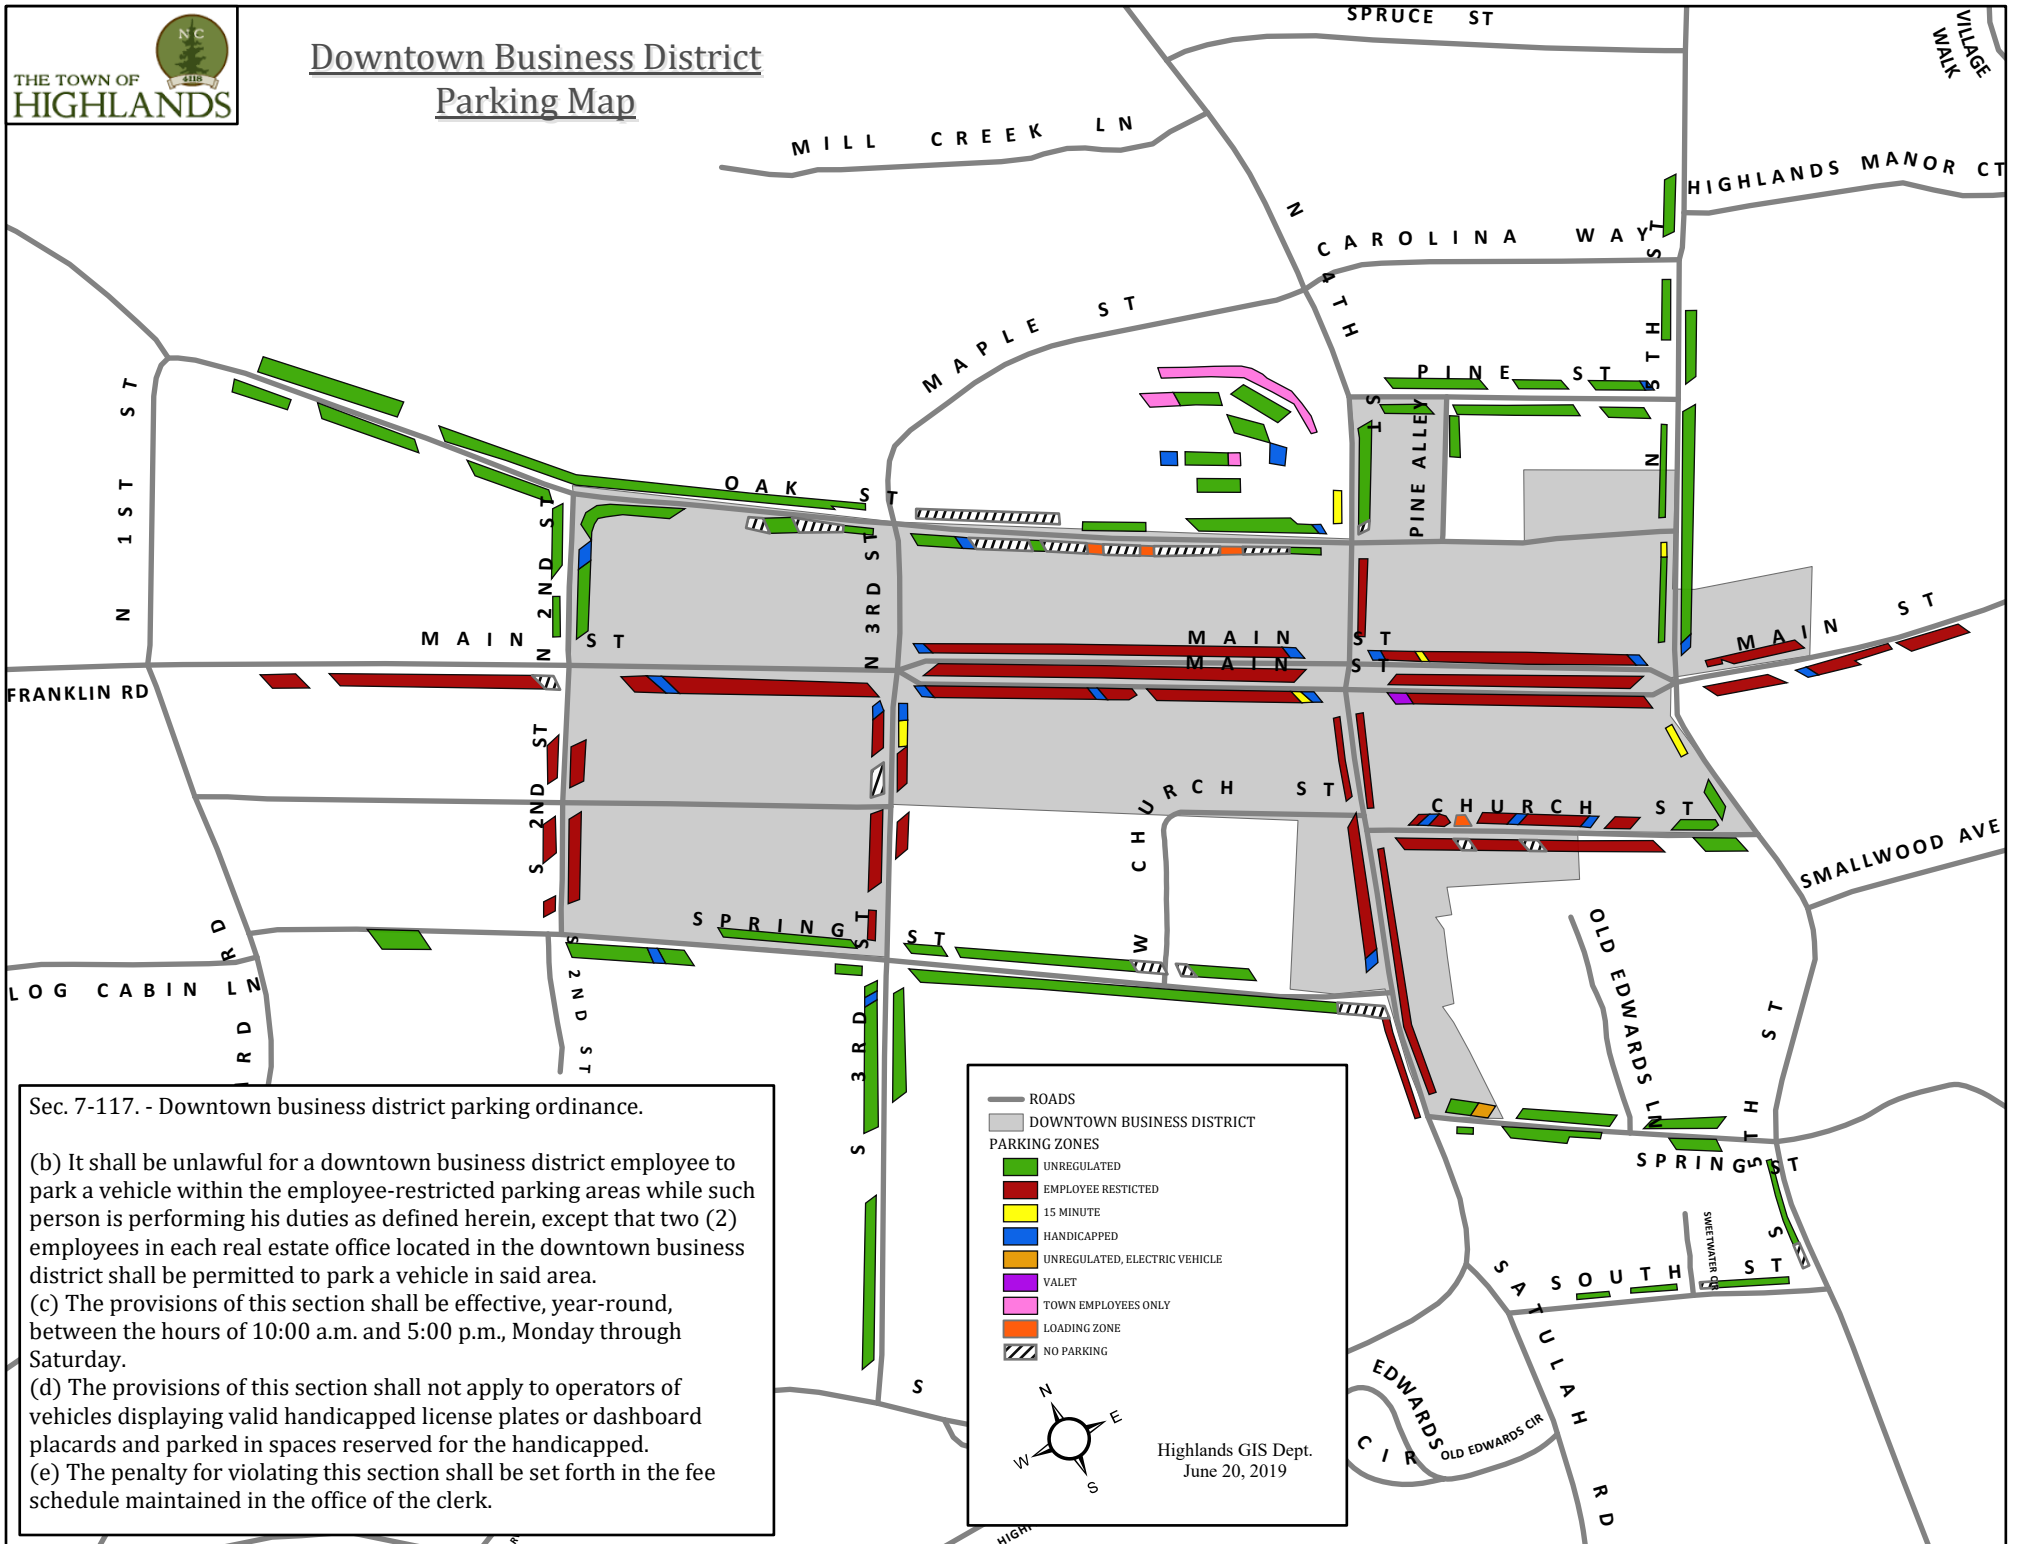 NC
4118
THE TOWN OF
HIGHLANDS
Downtown Business District
Parking Map
SPRUCE ST
VILLAGE
WALK
MILL CREEK LN
HIGHLANDS MANOR CT
CAROLINA WAY
N 4TH ST
MAPLE ST
N 5TH ST
PINE ST
PINE ALLEY
N 1ST ST
OAK ST
N 2ND ST
N 3RD ST
MAIN ST
MAIN ST
MAIN ST
MAIN ST
FRANKLIN RD
S 2ND ST
W CHURCH ST
CHURCH ST
SMALLWOOD AVE
SPRING ST
OLD EDWARDS LN
LOG CABIN LN
RD
RD
S 2ND ST
S 3RD ST
S 5TH ST
SPRING ST
SWEETWATER CIR
SOUTH ST
SATULAH RD
EDWARDS
CIR
OLD EDWARDS CIR
S
HIGH
Sec. 7-117. - Downtown business district parking ordinance.
(b) It shall be unlawful for a downtown business district employee to
park a vehicle within the employee-restricted parking areas while such
person is performing his duties as defined herein, except that two (2)
employees in each real estate office located in the downtown business
district shall be permitted to park a vehicle in said area.
(c) The provisions of this section shall be effective, year-round,
between the hours of 10:00 a.m. and 5:00 p.m., Monday through
Saturday.
(d) The provisions of this section shall not apply to operators of
vehicles displaying valid handicapped license plates or dashboard
placards and parked in spaces reserved for the handicapped.
(e) The penalty for violating this section shall be set forth in the fee
schedule maintained in the office of the clerk.
ROADS
DOWNTOWN BUSINESS DISTRICT
PARKING ZONES
UNREGULATED
EMPLOYEE RESTICTED
15 MINUTE
HANDICAPPED
UNREGULATED, ELECTRIC VEHICLE
VALET
TOWN EMPLOYEES ONLY
LOADING ZONE
NO PARKING
N
E
W
S
Highlands GIS Dept.
June 20, 2019